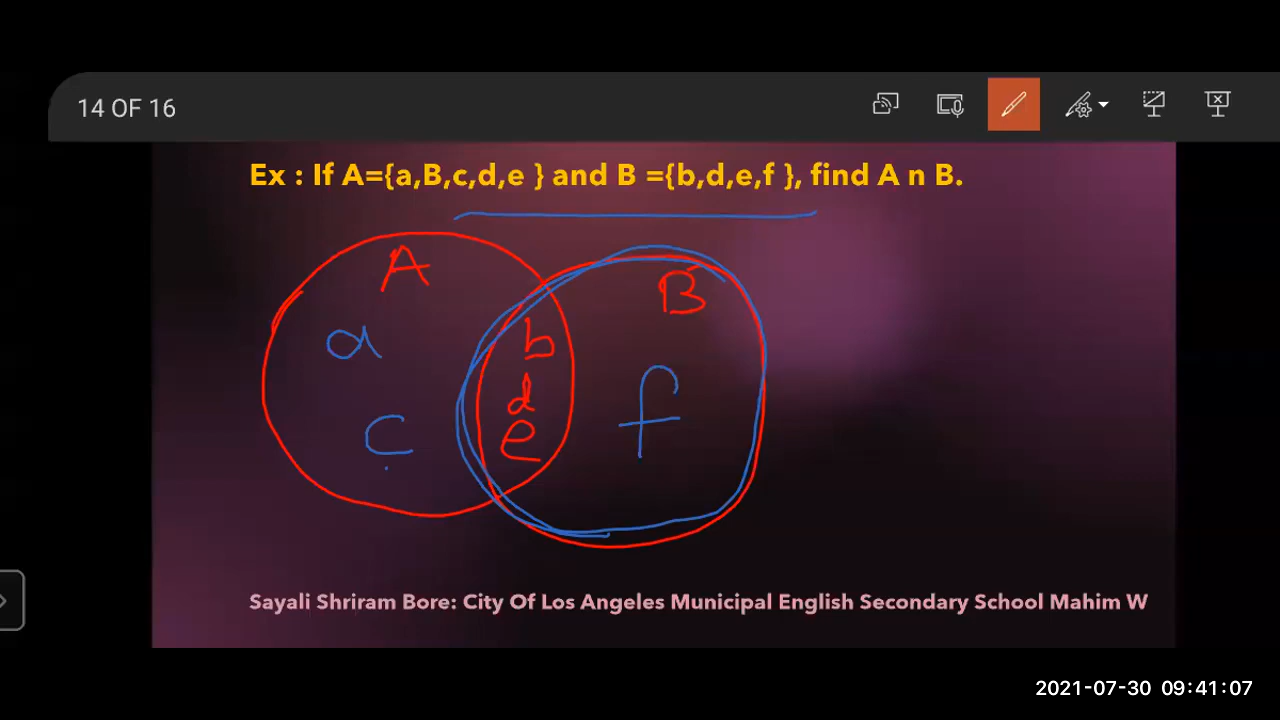 14 OF 16
Ex : If A={a,B,c,d,e } and B ={b,d,e,f }, find A n B.
A
B
a
b
c
d
e
f
Sayali Shriram Bore: City Of Los Angeles Municipal English Secondary School Mahim W
2021-07-30 09:41:07